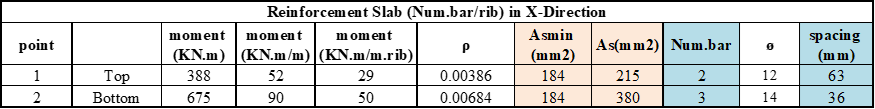 Reinforcement Slab (Num.bar/rib) in X-Direction
point moment (KN.m) moment (KN.m/m) moment (KN.m/m.rib) ρ Asmin (mm2) As(mm2) Num.bar ø spacing (mm)
1 Top 388 52 29 0.00386 184 215 2 12 63
2 Bottom 675 90 50 0.00684 184 380 3 14 36